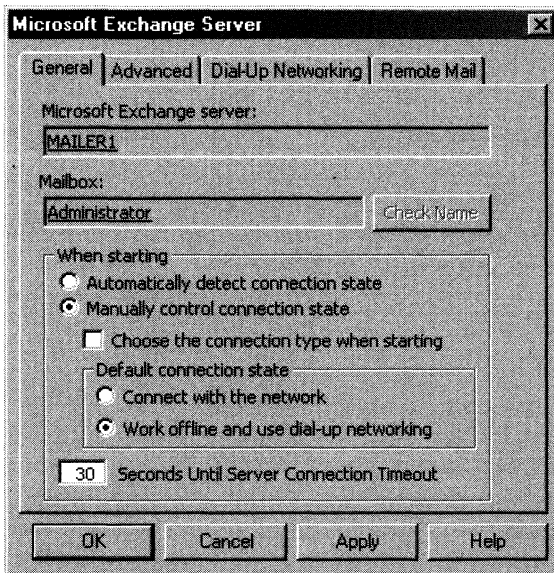 Microsoft Exchange Server
General Advanced Dial-Up Networking Remote Mail
Microsoft Exchange server:
MAILER1
Mailbox:
Administrator Check Name
When starting
Automatically detect connection state
Manually control connection state
Choose the connection type when starting
Default connection state
Connect with the network
Work offline and use dial-up networking
30 Seconds Until Server Connection Timeout
OK Cancel Apply Help